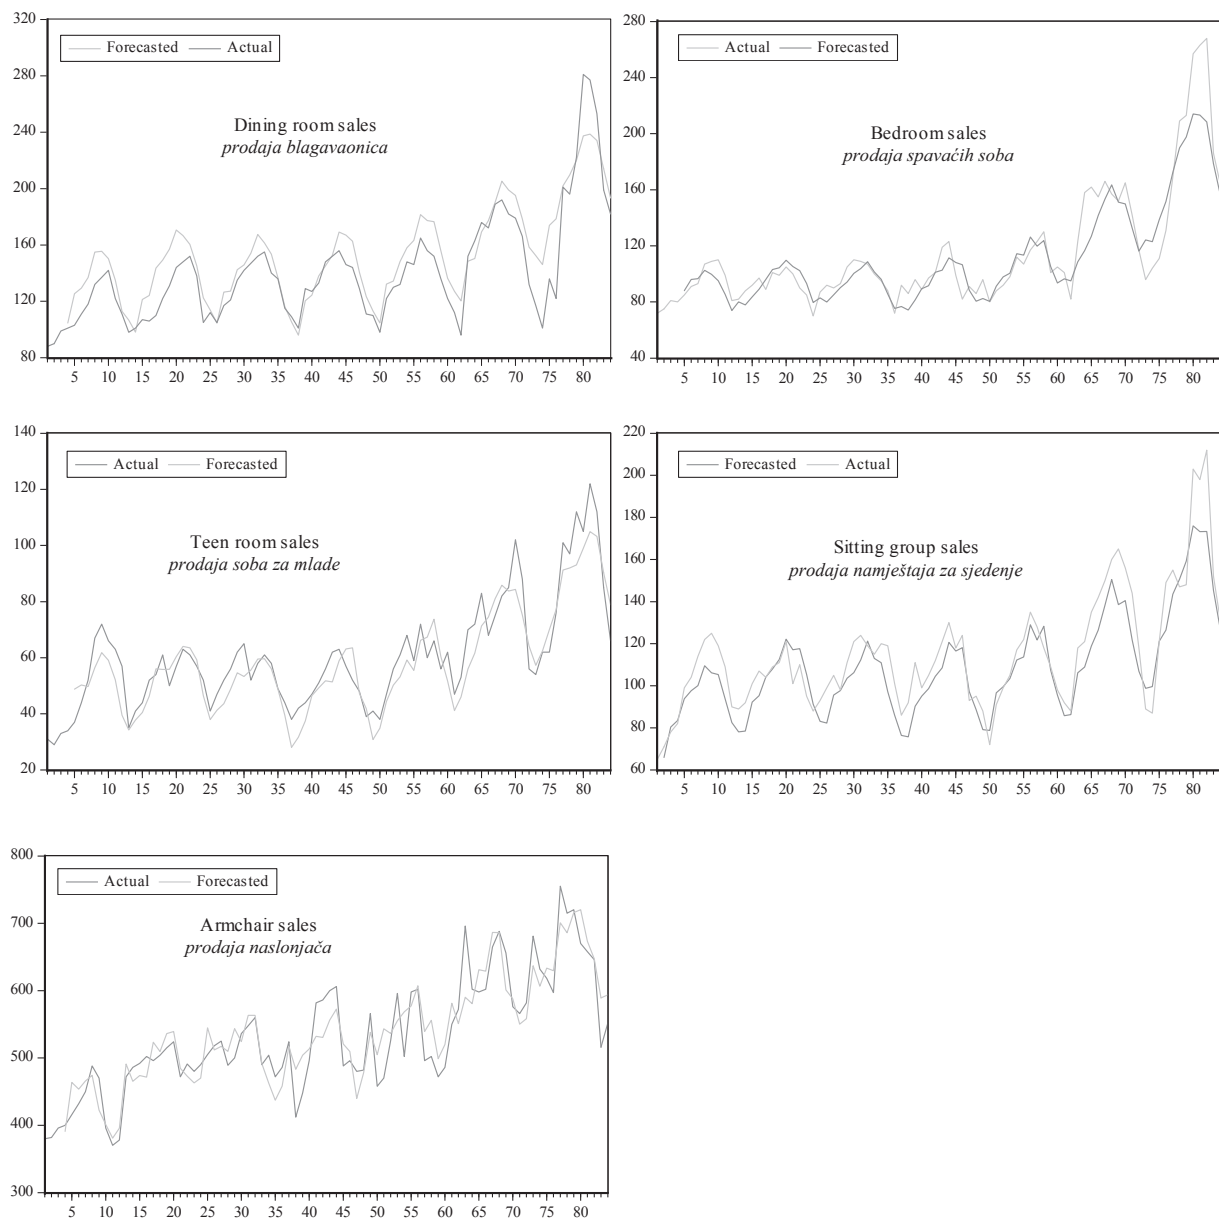 320
280
240
200
160
120
80
Forecasted Actual
Dining room sales
prodaja blagavaonica
5 10 15 20 25 30 35 40 45 50 55 60 65 70 75 80
280
240
200
160
120
80
40
Actual Forecasted
Bedroom sales
prodaja spavaćih soba
5 10 15 20 25 30 35 40 45 50 55 60 65 70 75 80
140
120
100
80
60
40
20
Actual Forecasted
Teen room sales
prodaja soba za mlade
5 10 15 20 25 30 35 40 45 50 55 60 65 70 75 80
220
200
180
160
140
120
100
80
60
Forecasted Actual
Sitting group sales
prodaja namještaja za sjedenje
5 10 15 20 25 30 35 40 45 50 55 60 65 70 75 80
800
700
600
500
400
300
Actual Forecasted
Armchair sales
prodaja naslonjača
5 10 15 20 25 30 35 40 45 50 55 60 65 70 75 80